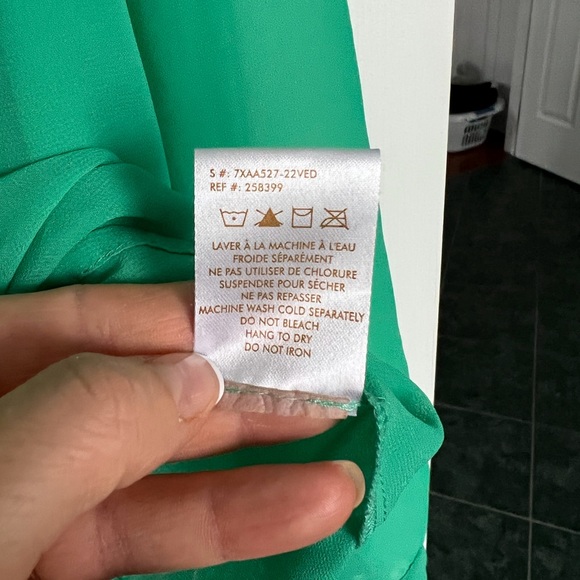 S #: 7XAA527-22VED
REF #: 258399
LAVER À LA MACHINE À L'EAU
FROIDE SÉPARÉMENT
NE PAS UTILISER DE CHLORURE
SUSPENDRE POUR SÉCHER
NE PAS REPASSER
MACHINE WASH COLD SEPARATELY
DO NOT BLEACH
HANG TO DRY
DO NOT IRON